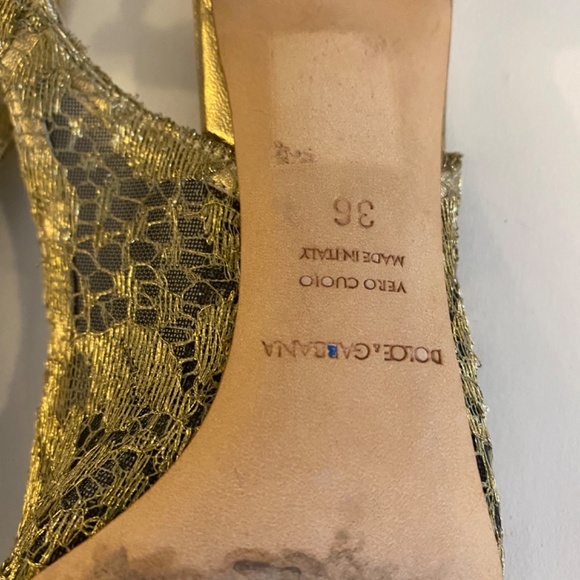 DOLCE & GABBANA
VERO CUOIO
MADE IN ITALY
36